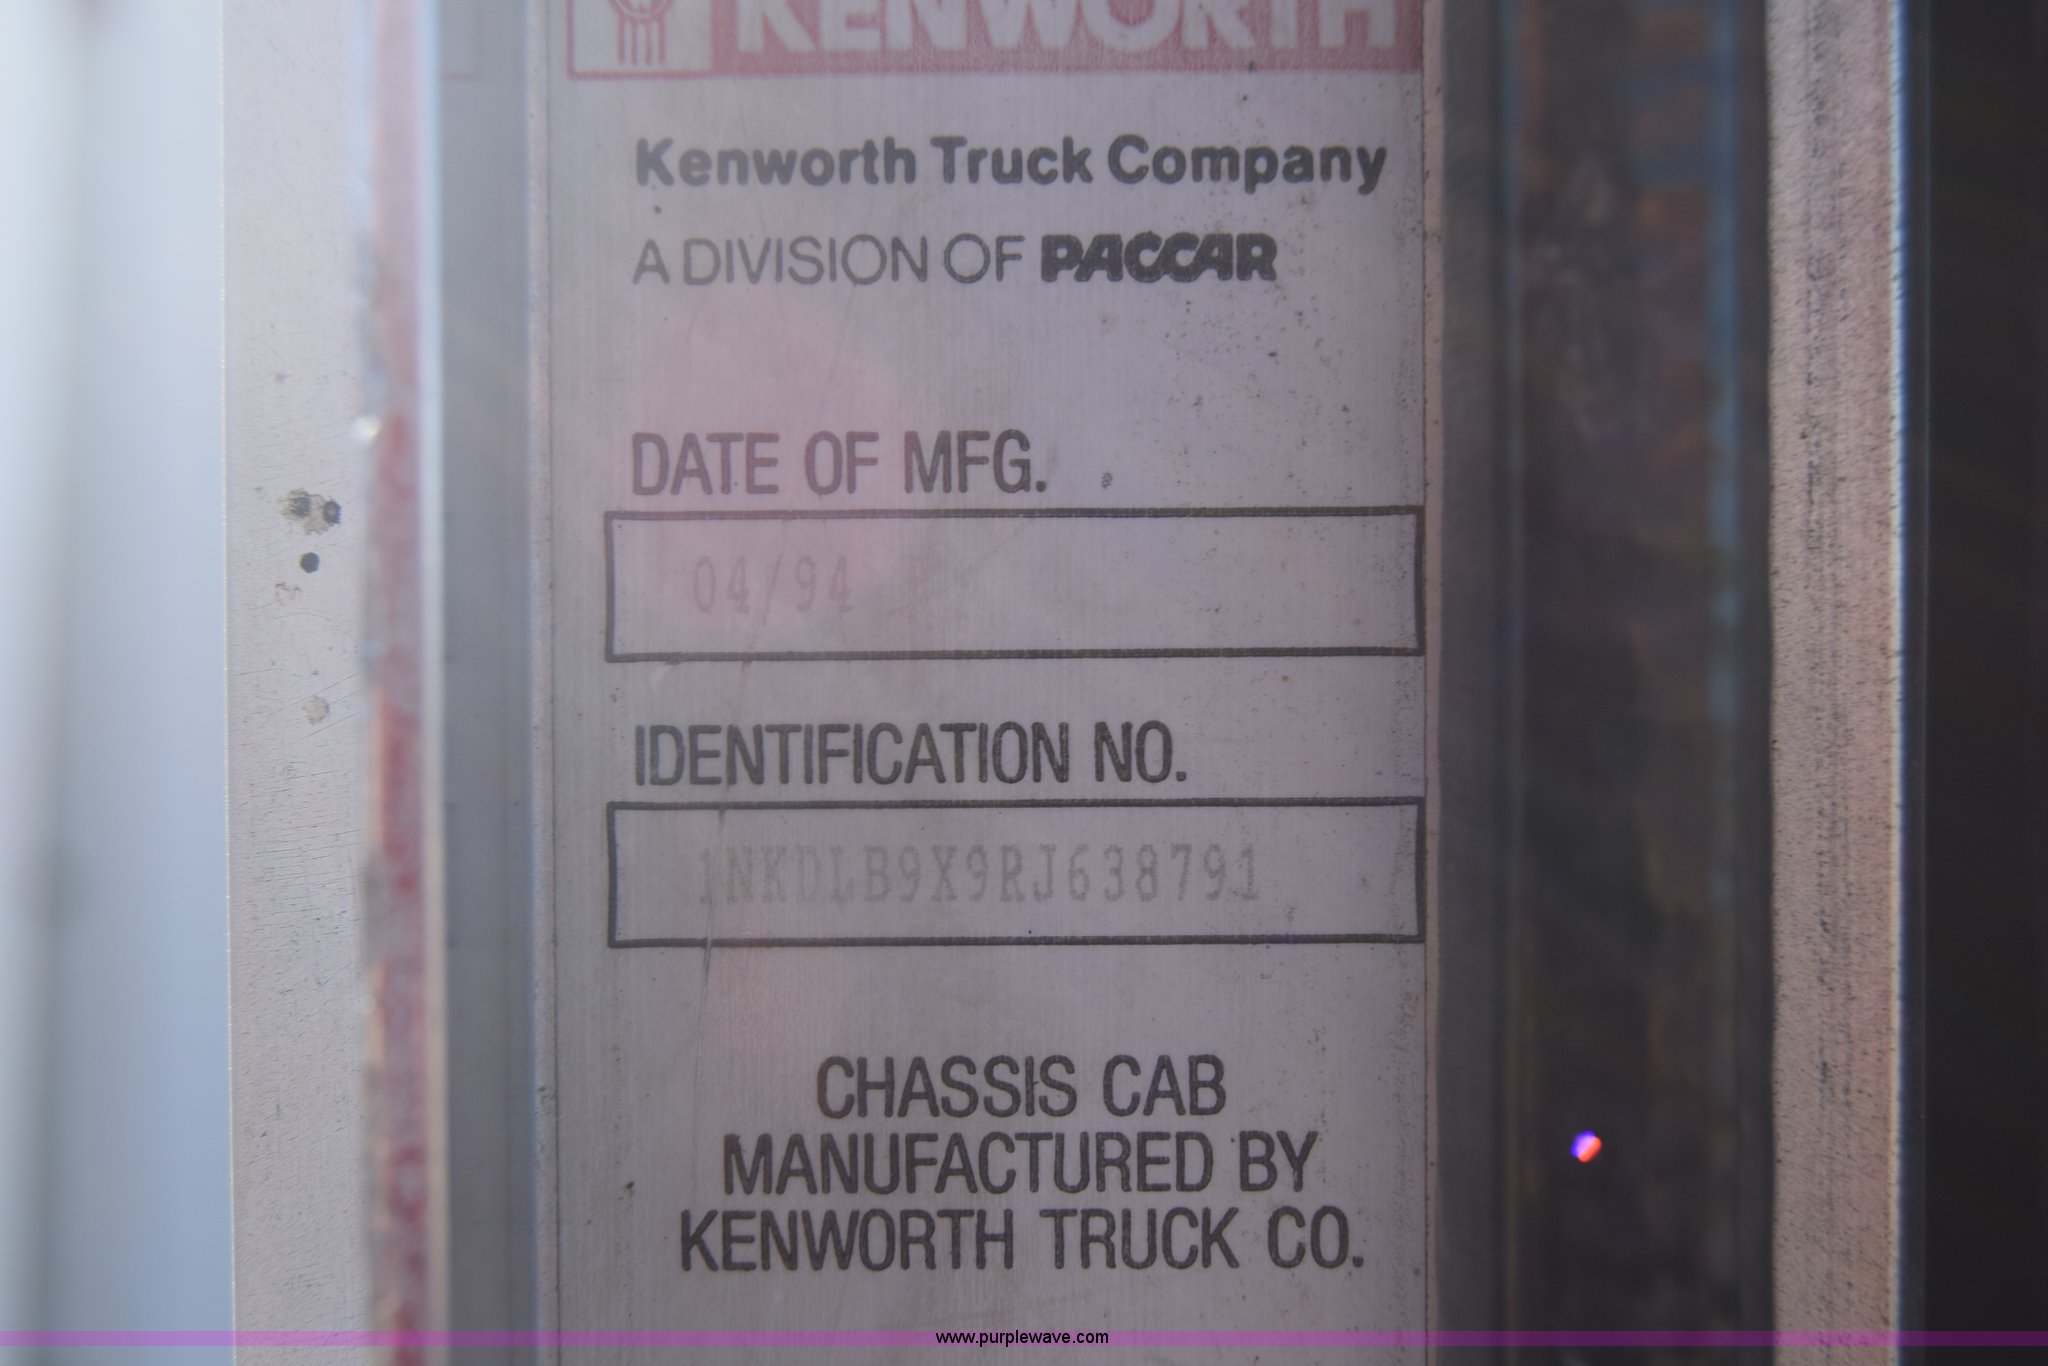 KENWORTH
Kenworth Truck Company
A DIVISION OF PACCAR
DATE OF MFG.
04/94
IDENTIFICATION NO.
1NKDLB9X9RJ638791
CHASSIS CAB
MANUFACTURED BY
KENWORTH TRUCK CO.
www.purplewave.com